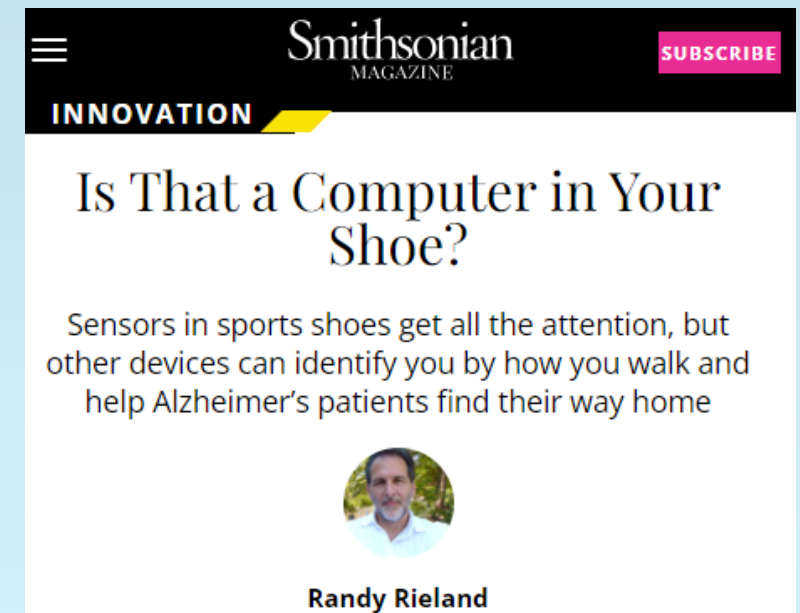 Smithsonian
MAGAZINE
SUBSCRIBE
INNOVATION
Is That a Computer in Your
Shoe?
Sensors in sports shoes get all the attention, but
other devices can identify you by how you walk and
help Alzheimer’s patients find their way home
Randy Rieland